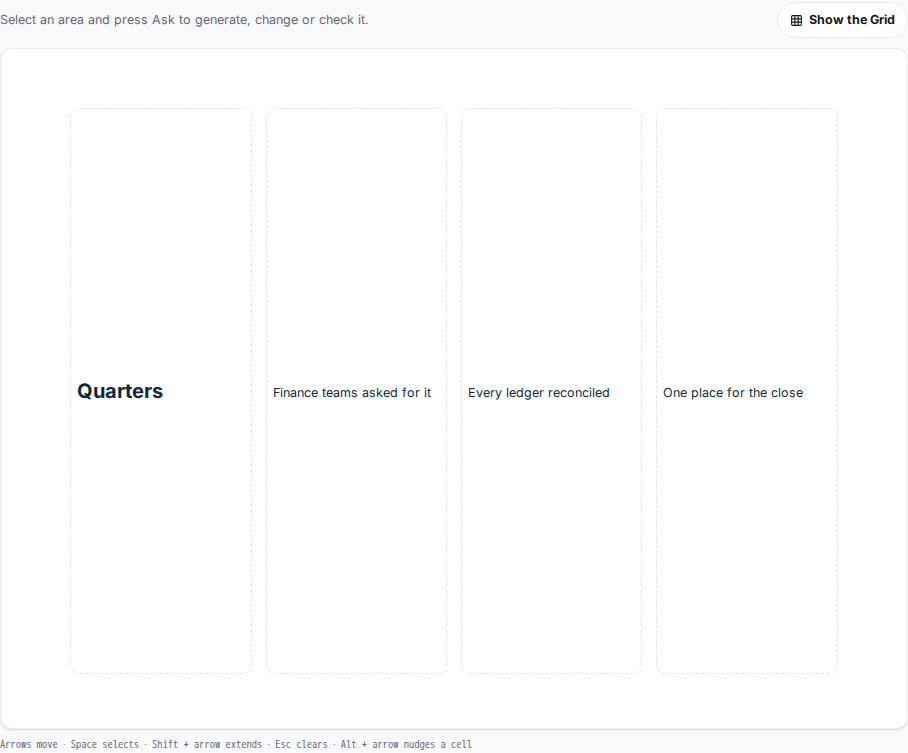 Select an area and press Ask to generate, change or check it.
Show the Grid
Quarters
Finance teams asked for it
Every ledger reconciled
One place for the close
Arrows move · Space selects · Shift + arrow extends · Esc clears · Alt + arrow nudges a cell